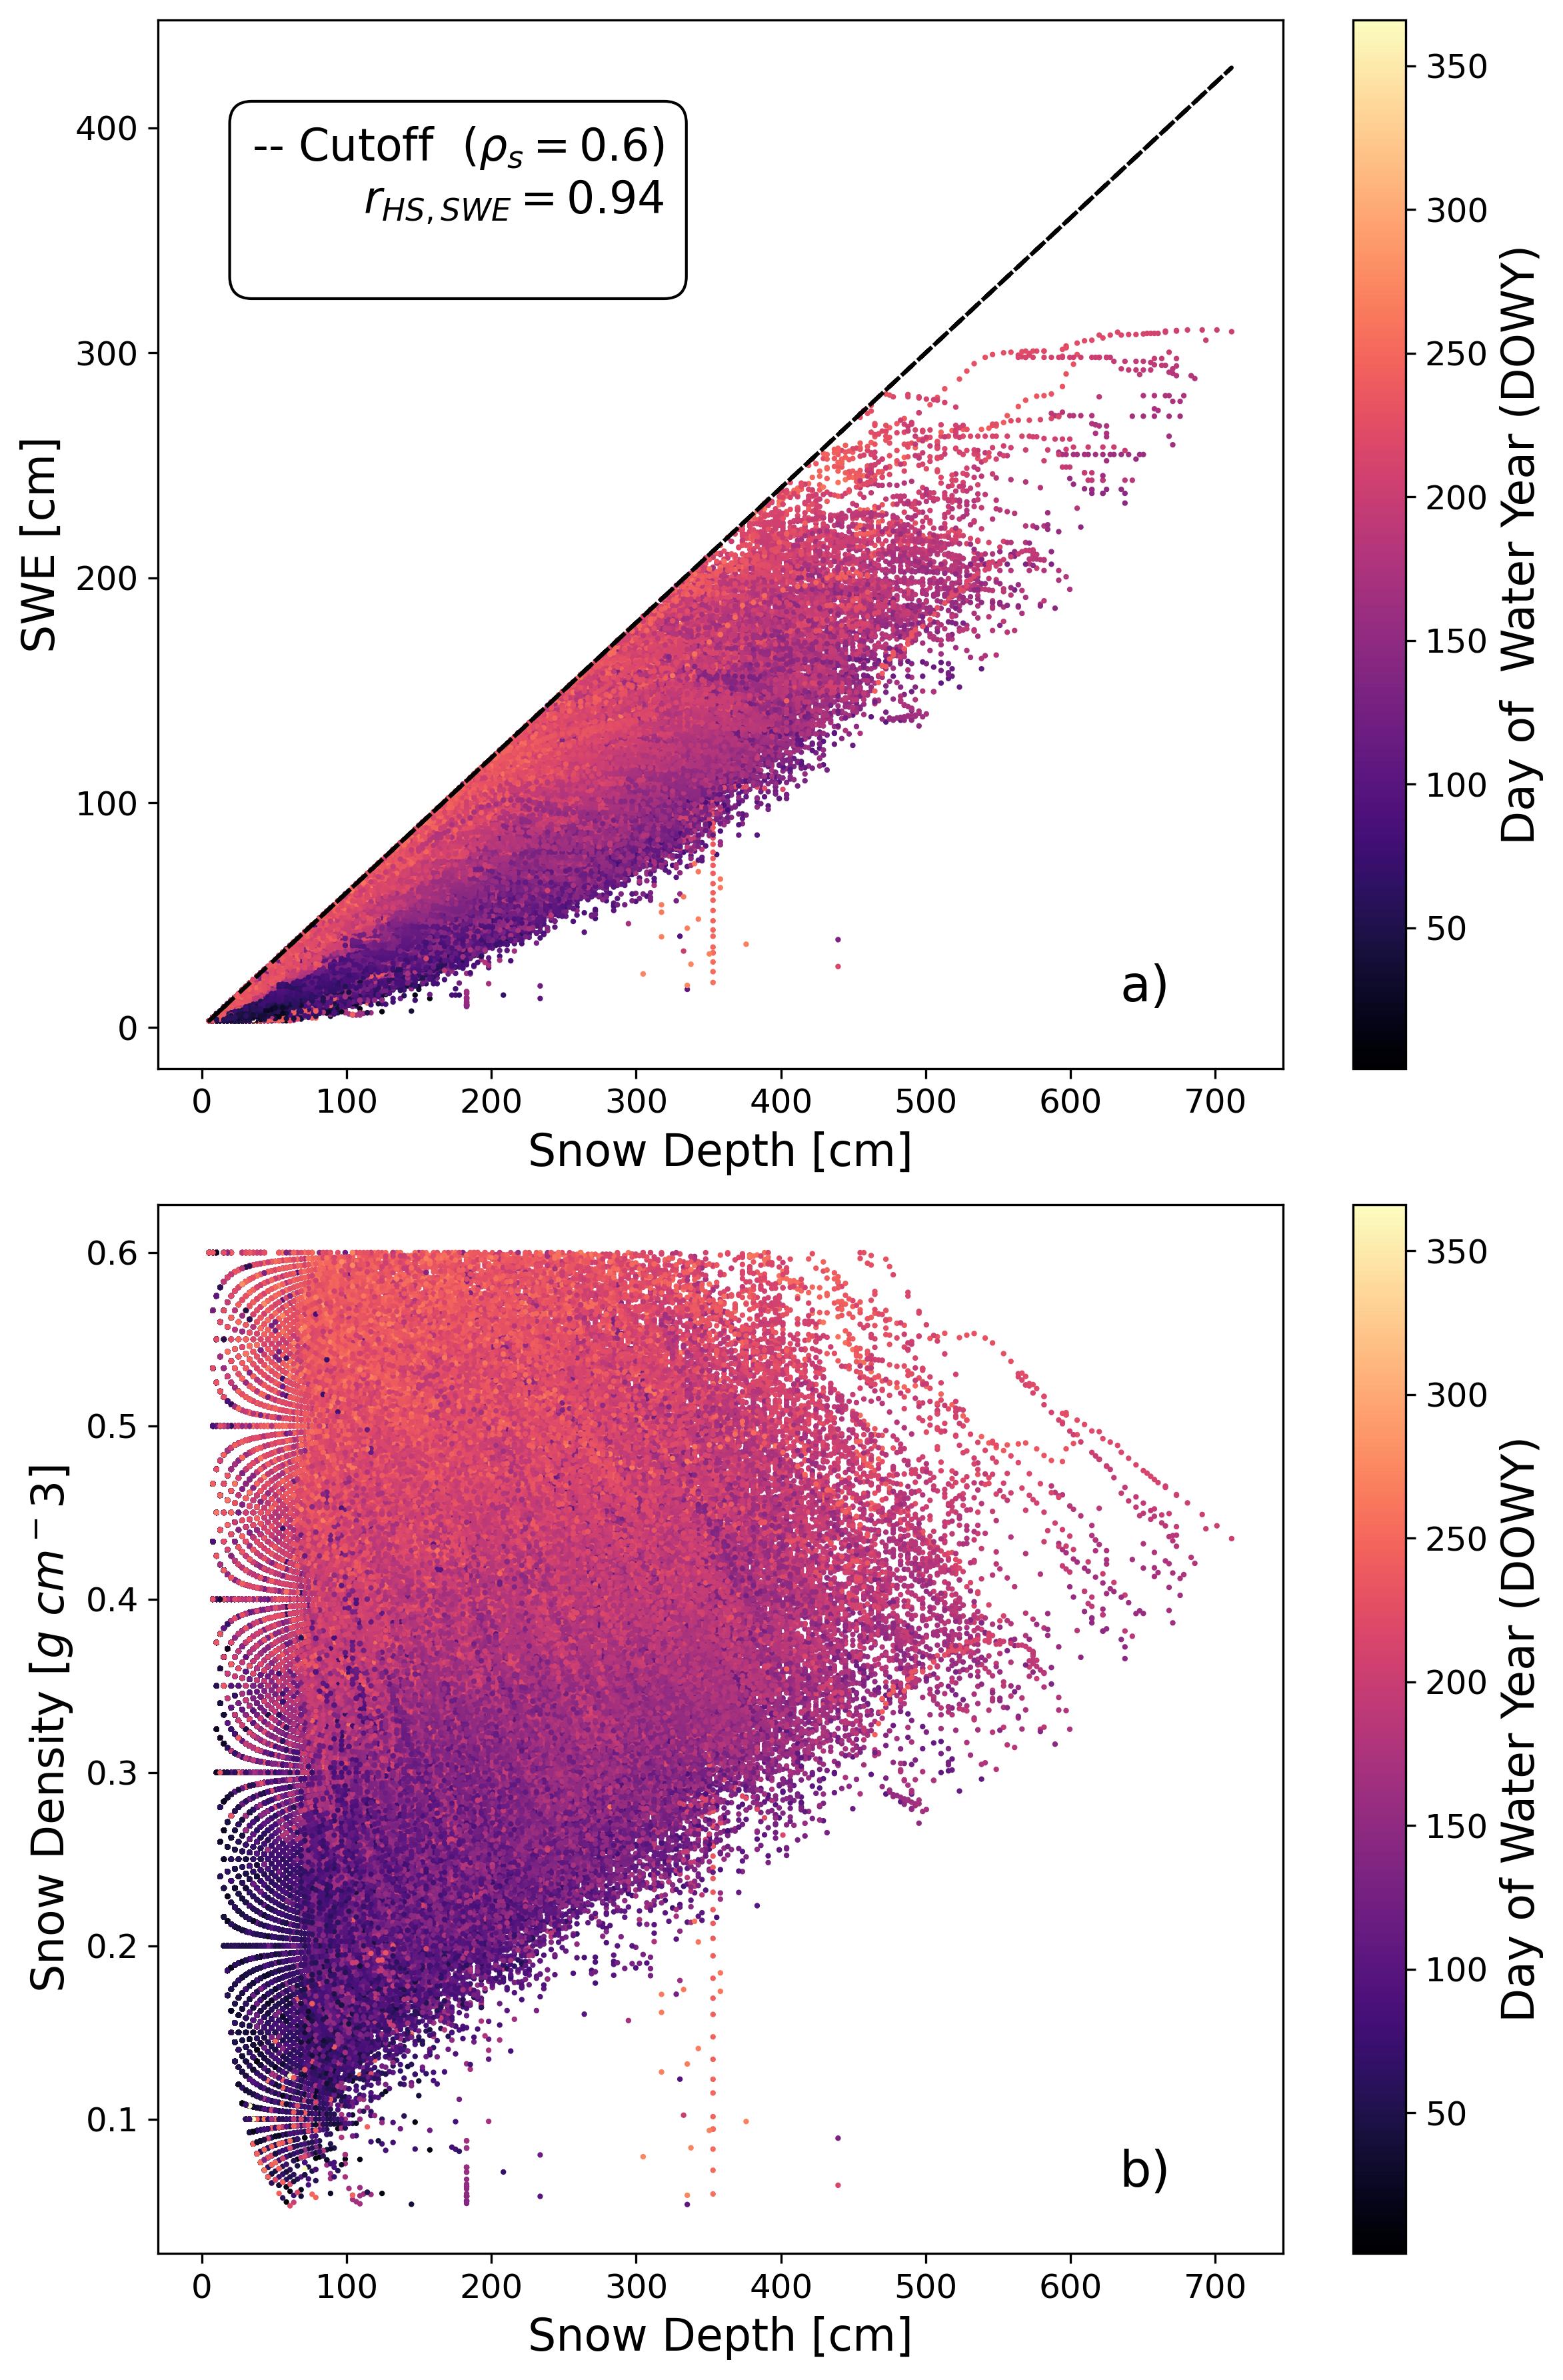 -- Cutoff (ρs = 0.6)
rHS, SWE = 0.94
400
300
200
100
0
SWE [cm]
0 100 200 300 400 500 600 700
Snow Depth [cm]
a)
350
300
250
200
150
100
50
Day of  Water Year (DOWY)
0.6
0.5
0.4
0.3
0.2
0.1
Snow Density [g cm − 3]
0 100 200 300 400 500 600 700
Snow Depth [cm]
b)
350
300
250
200
150
100
50
Day of Water Year (DOWY)